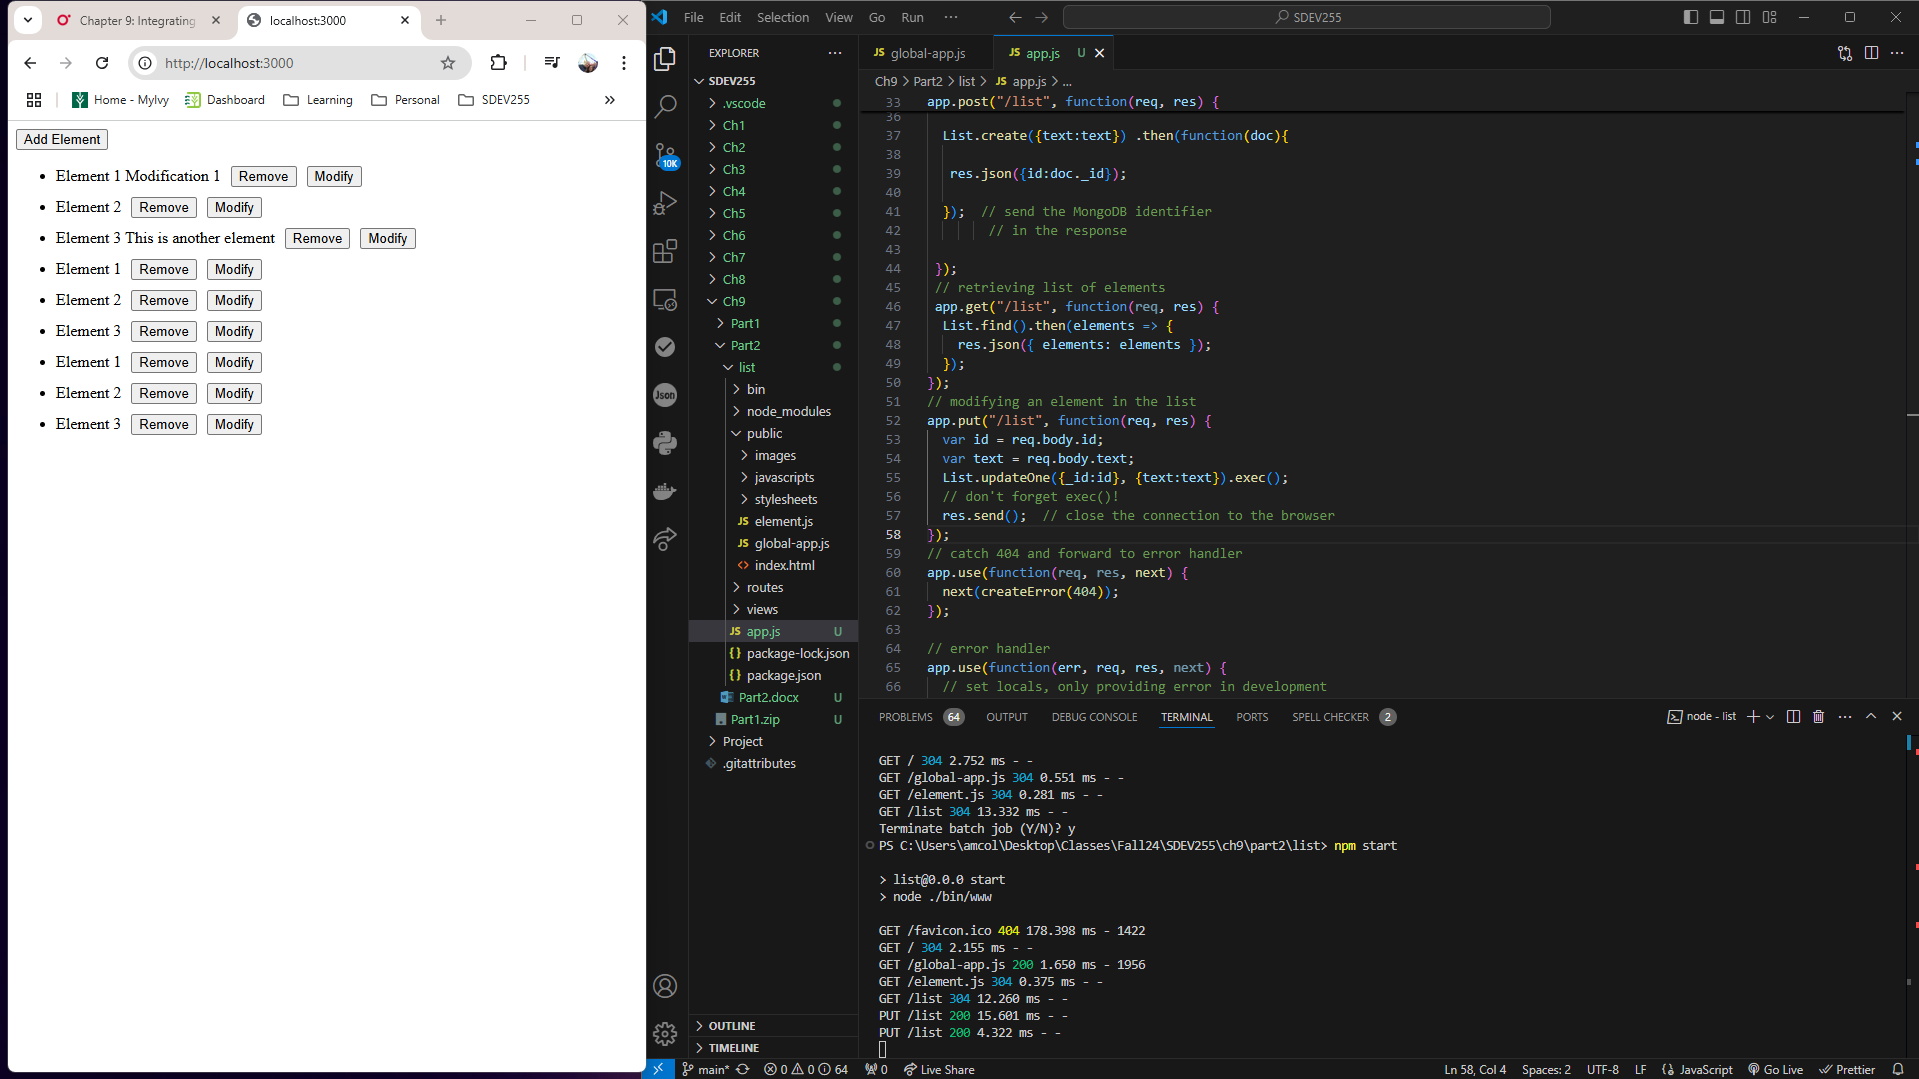 Chapter 9: Integrating
localhost:3000
http://localhost:3000
Home - MyIvy
Dashboard
Learning
Personal
SDEV255
Add Element
Element 1 Modification 1 Remove Modify
Element 2 Remove Modify
Element 3 This is another element Remove Modify
Element 1 Remove Modify
Element 2 Remove Modify
Element 3 Remove Modify
Element 1 Remove Modify
Element 2 Remove Modify
Element 3 Remove Modify
File Edit Selection View Go Run ···
SDEV255
10K
Json
EXPLORER ···
SDEV255
.vscode
Ch1
Ch2
Ch3
Ch4
Ch5
Ch6
Ch7
Ch8
Ch9
Part1
Part2
list
bin
node_modules
public
images
javascripts
stylesheets
JS element.js
JS global-app.js
<> index.html
routes
views
JS app.js U
{} package-lock.json
{} package.json
Part2.docx U
Part1.zip U
Project
.gitattributes
OUTLINE
TIMELINE
JS global-app.js
JS app.js U
Ch9 > Part2 > list > JS app.js > ...
33 app.post("/list", function(req, res) {
36
37 List.create({text:text}) .then(function(doc){
38
39 res.json({id:doc._id});
40
41 }); // send the MongoDB identifier
42 // in the response
43
44 });
45 // retrieving list of elements
46 app.get("/list", function(req, res) {
47 List.find().then(elements => {
48 res.json({ elements: elements });
49 });
50 });
51 // modifying an element in the list
52 app.put("/list", function(req, res) {
53 var id = req.body.id;
54 var text = req.body.text;
55 List.updateOne({_id:id}, {text:text}).exec();
56 // don't forget exec()!
57 res.send(); // close the connection to the browser
58 });
59 // catch 404 and forward to error handler
60 app.use(function(req, res, next) {
61 next(createError(404));
62 });
63
64 // error handler
65 app.use(function(err, req, res, next) {
66 // set locals, only providing error in development
PROBLEMS 64 OUTPUT DEBUG CONSOLE TERMINAL PORTS SPELL CHECKER 2
node - list
GET / 304 2.752 ms - -
GET /global-app.js 304 0.551 ms - -
GET /element.js 304 0.281 ms - -
GET /list 304 13.332 ms - -
Terminate batch job (Y/N)? y
PS C:\Users\amcol\Desktop\Classes\Fall24\SDEV255\ch9\part2\list> npm start
> list@0.0.0 start
> node ./bin/www
GET /favicon.ico 404 178.398 ms - 1422
GET / 304 2.155 ms - -
GET /global-app.js 200 1.650 ms - 1956
GET /element.js 304 0.375 ms - -
GET /list 304 12.260 ms - -
PUT /list 200 15.601 ms - -
PUT /list 200 4.322 ms - -
main* 0 0 64 0 Live Share
Ln 58, Col 4 Spaces: 2 UTF-8 LF {} JavaScript Go Live Prettier